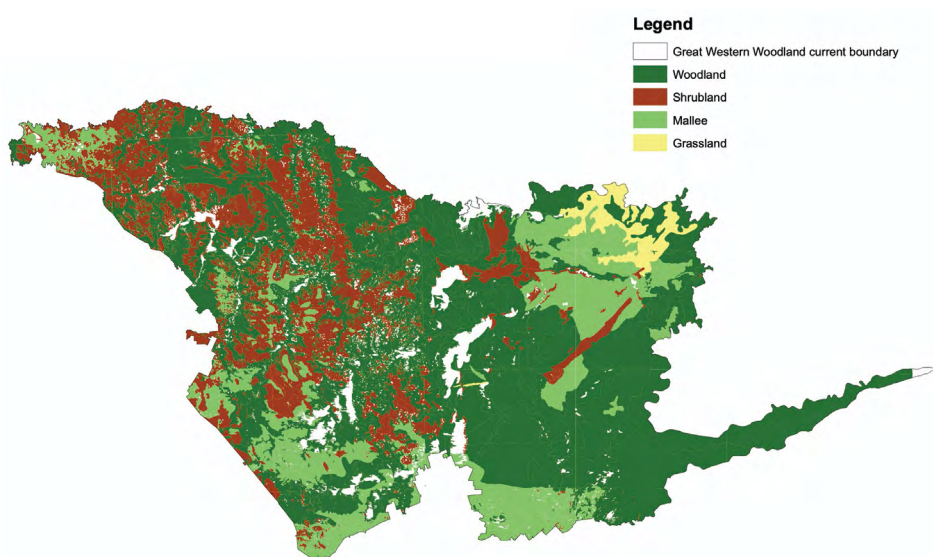 Legend
Great Western Woodland current boundary
Woodland
Shrubland
Mallee
Grassland